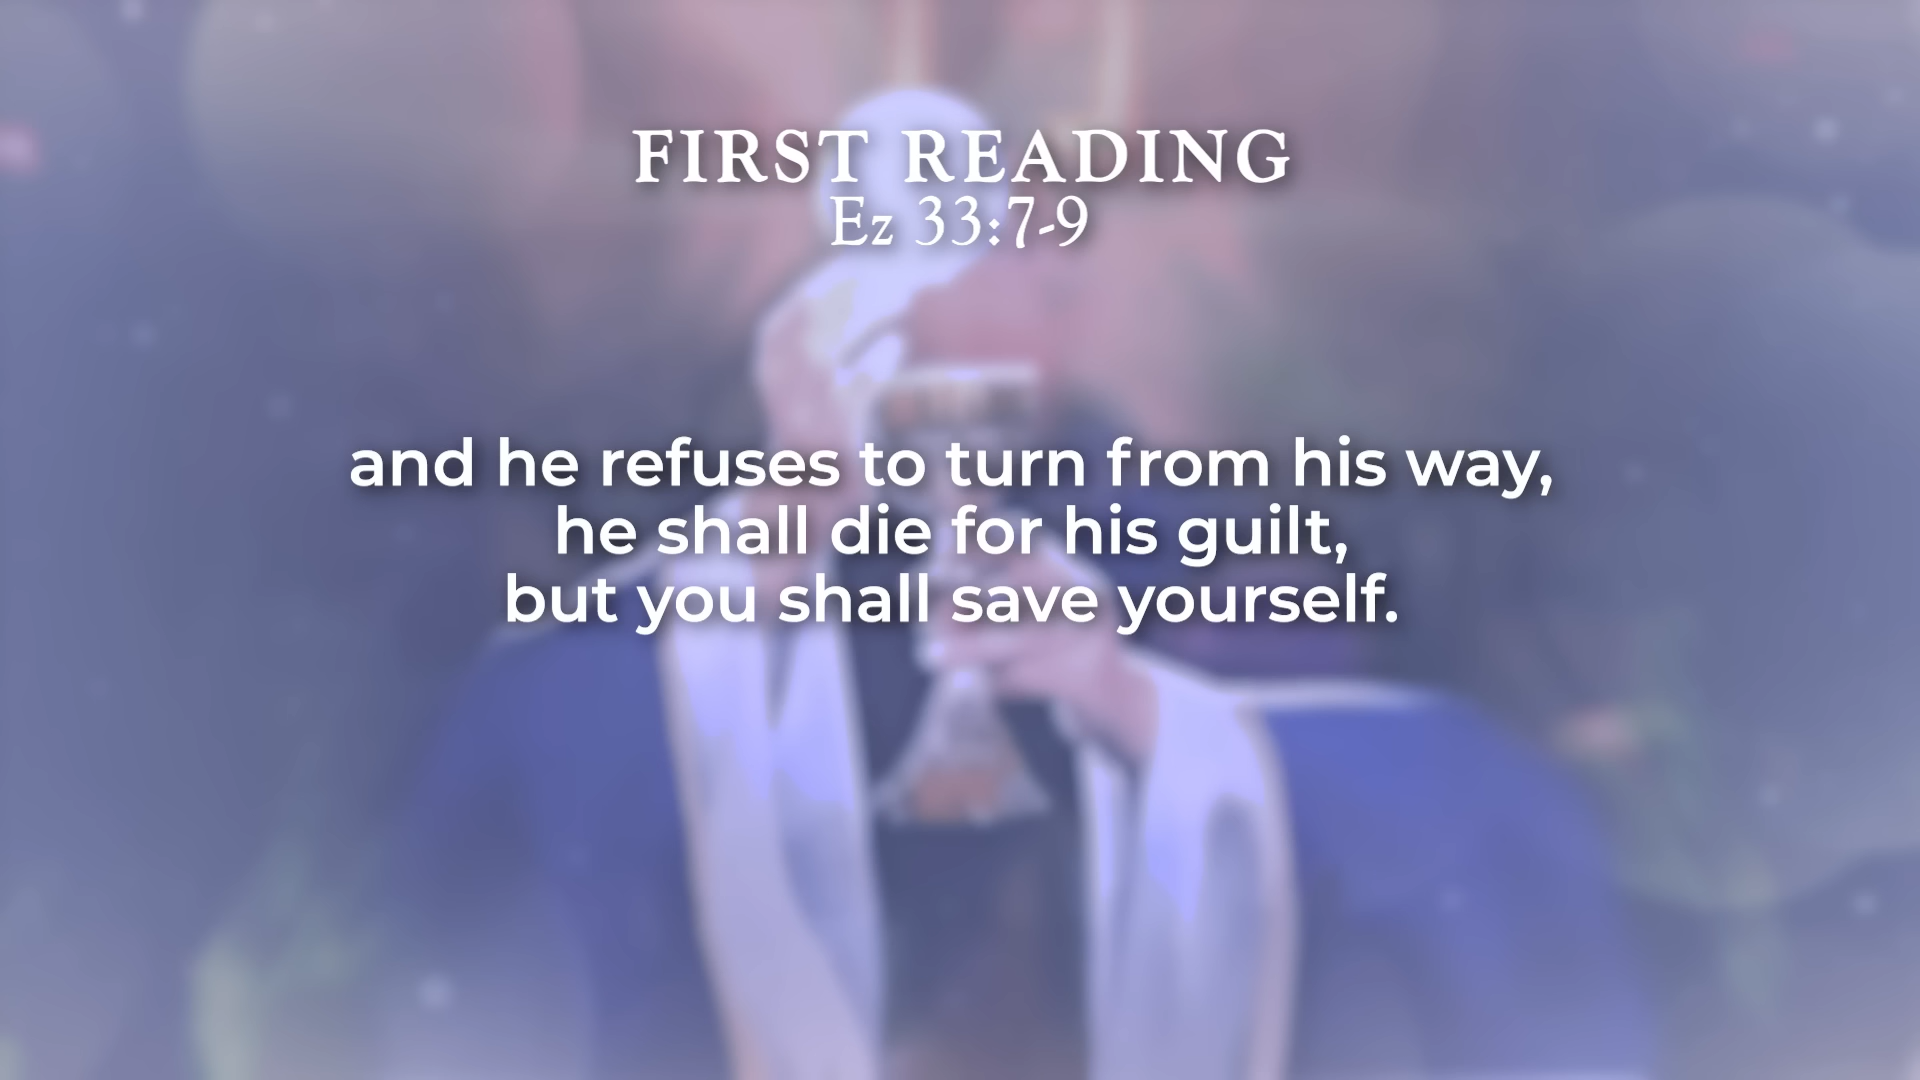 FIRST READING
Ez 33:7-9
and he refuses to turn from his way,
he shall die for his guilt,
but you shall save yourself.